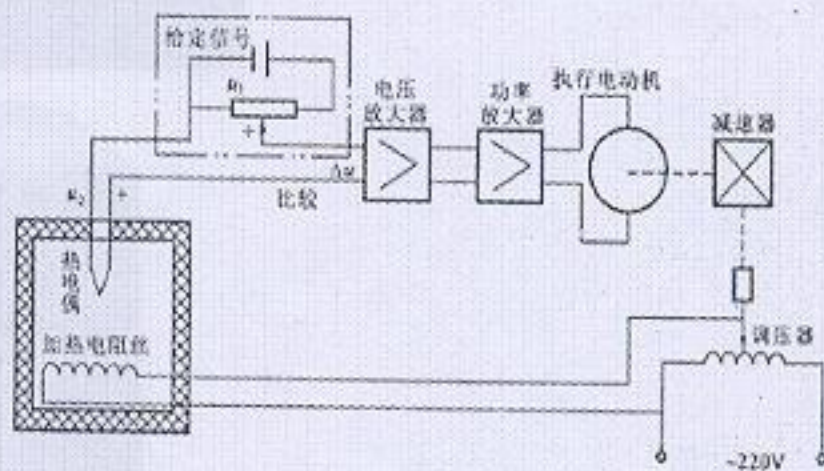 给定信号
u₁
+
电压
放大器
功率
放大器
执行电动机
减速器
Δu
比较
u₂
+
热电偶
加热电阻丝
调压器
~220V